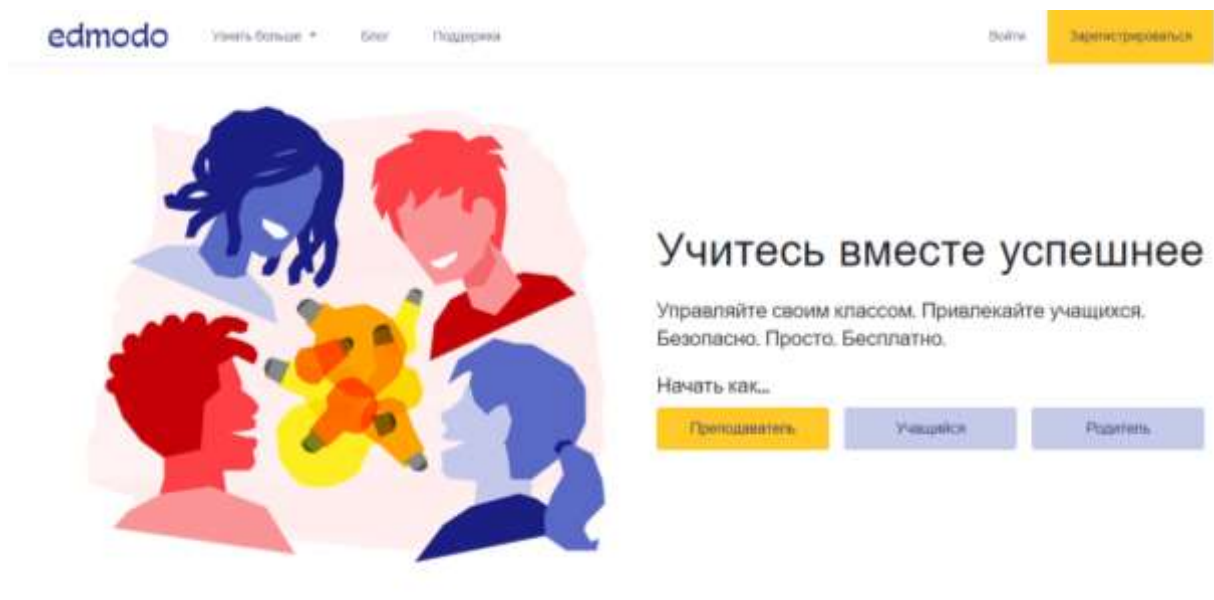 edmodo
Узнать больше
Блог
Поддержка
Войти
Зарегистрироваться
Учитесь вместе успешнее
Управляйте своим классом. Привлекайте учащихся.
Безопасно. Просто. Бесплатно.
Начать как...
Преподаватель
Учащийся
Родитель